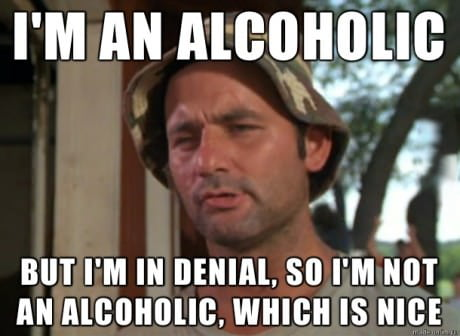 I'M AN ALCOHOLIC
BUT I'M IN DENIAL, SO I'M NOT
AN ALCOHOLIC, WHICH IS NICE